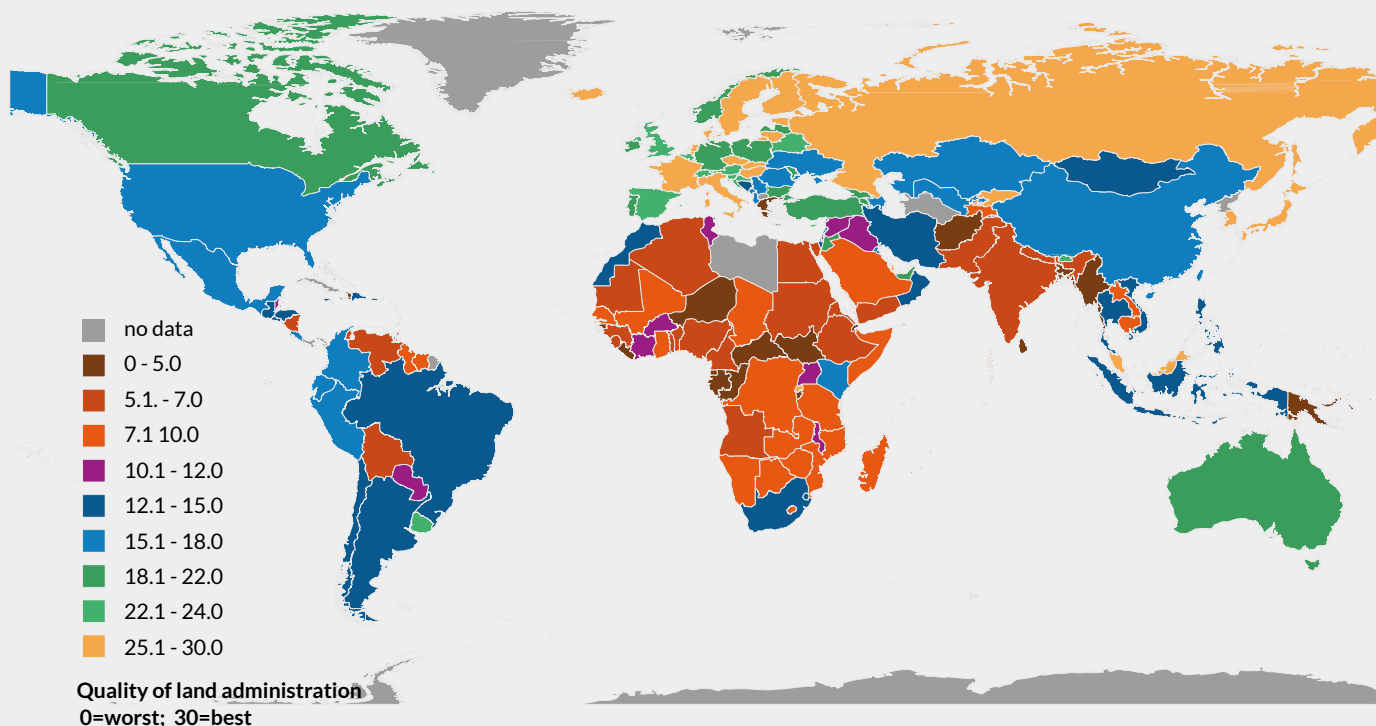 no data
0 - 5.0
5.1. - 7.0
7.1 10.0
10.1 - 12.0
12.1 - 15.0
15.1 - 18.0
18.1 - 22.0
22.1 - 24.0
25.1 - 30.0
Quality of land administration
0=worst; 30=best